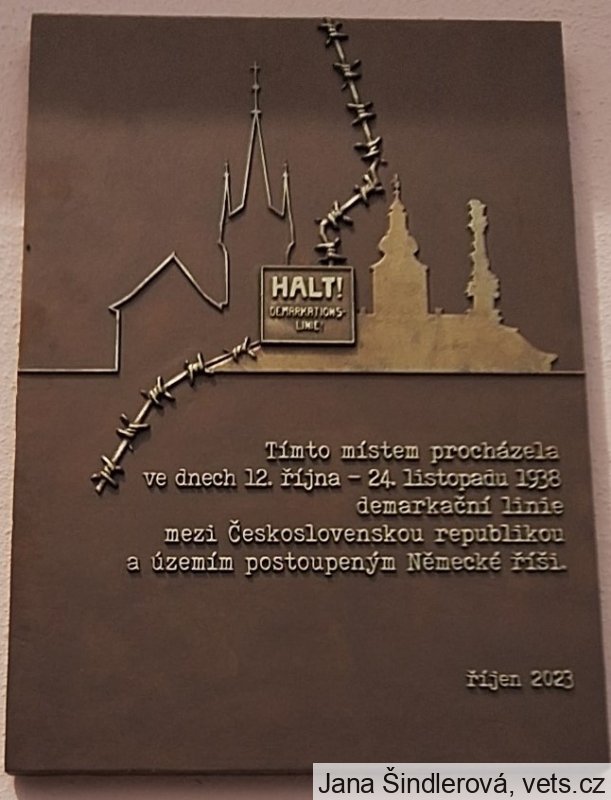 HALT!
DEMARKATIONS-
LINIE
Tímto místem procházela
ve dnech 12. října – 24. listopadu 1938
demarkační linie
mezi Československou republikou
a územím postoupeným Německé říši.
říjen 2023
Jana Šindlerová, vets.cz